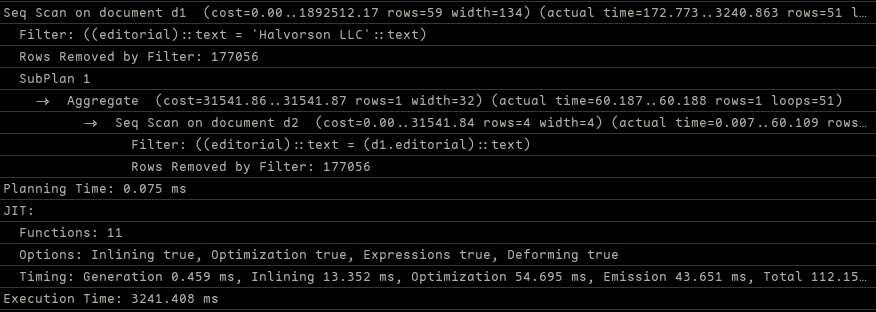 Seq Scan on document d1  (cost=0.00..1892512.17 rows=59 width=134) (actual time=172.773..3240.863 rows=51 l…
Filter: ((editorial)::text = 'Halvorson LLC'::text)
Rows Removed by Filter: 177056
SubPlan 1
->  Aggregate  (cost=31541.86..31541.87 rows=1 width=32) (actual time=60.187..60.188 rows=1 loops=51)
->  Seq Scan on document d2  (cost=0.00..31541.84 rows=4 width=4) (actual time=0.007..60.109 rows…
Filter: ((editorial)::text = (d1.editorial)::text)
Rows Removed by Filter: 177056
Planning Time: 0.075 ms
JIT:
Functions: 11
Options: Inlining true, Optimization true, Expressions true, Deforming true
Timing: Generation 0.459 ms, Inlining 13.352 ms, Optimization 54.695 ms, Emission 43.651 ms, Total 112.15…
Execution Time: 3241.408 ms